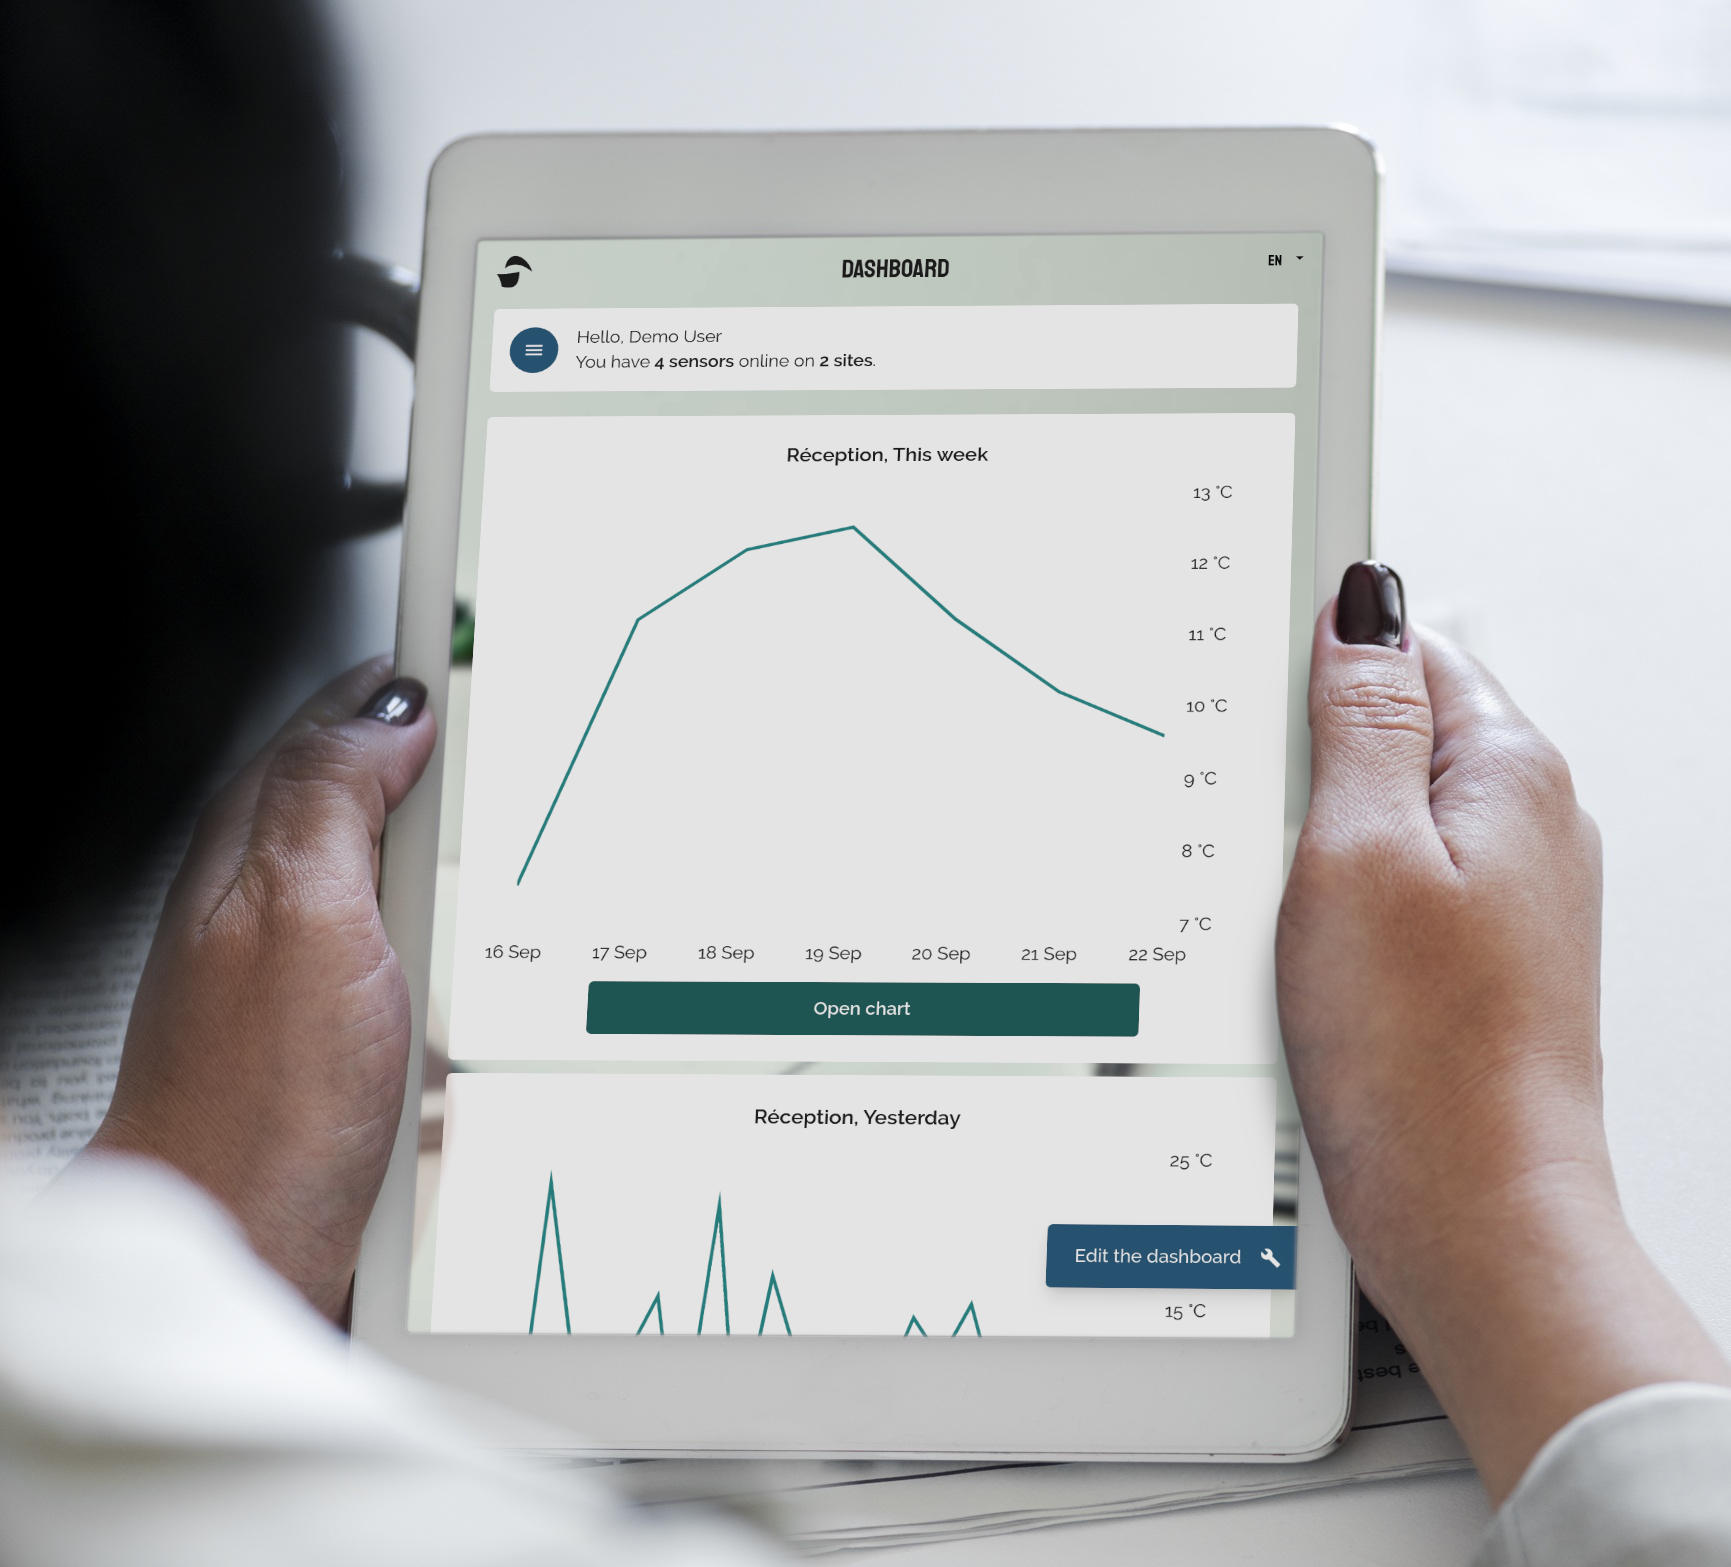 DASHBOARD
EN
Hello, Demo User
You have 4 sensors online on 2 sites.
Réception, This week
13 °C
12 °C
11 °C
10 °C
9 °C
8 °C
7 °C
16 Sep 17 Sep 18 Sep 19 Sep 20 Sep 21 Sep 22 Sep
Open chart
Réception, Yesterday
25 °C
Edit the dashboard
15 °C